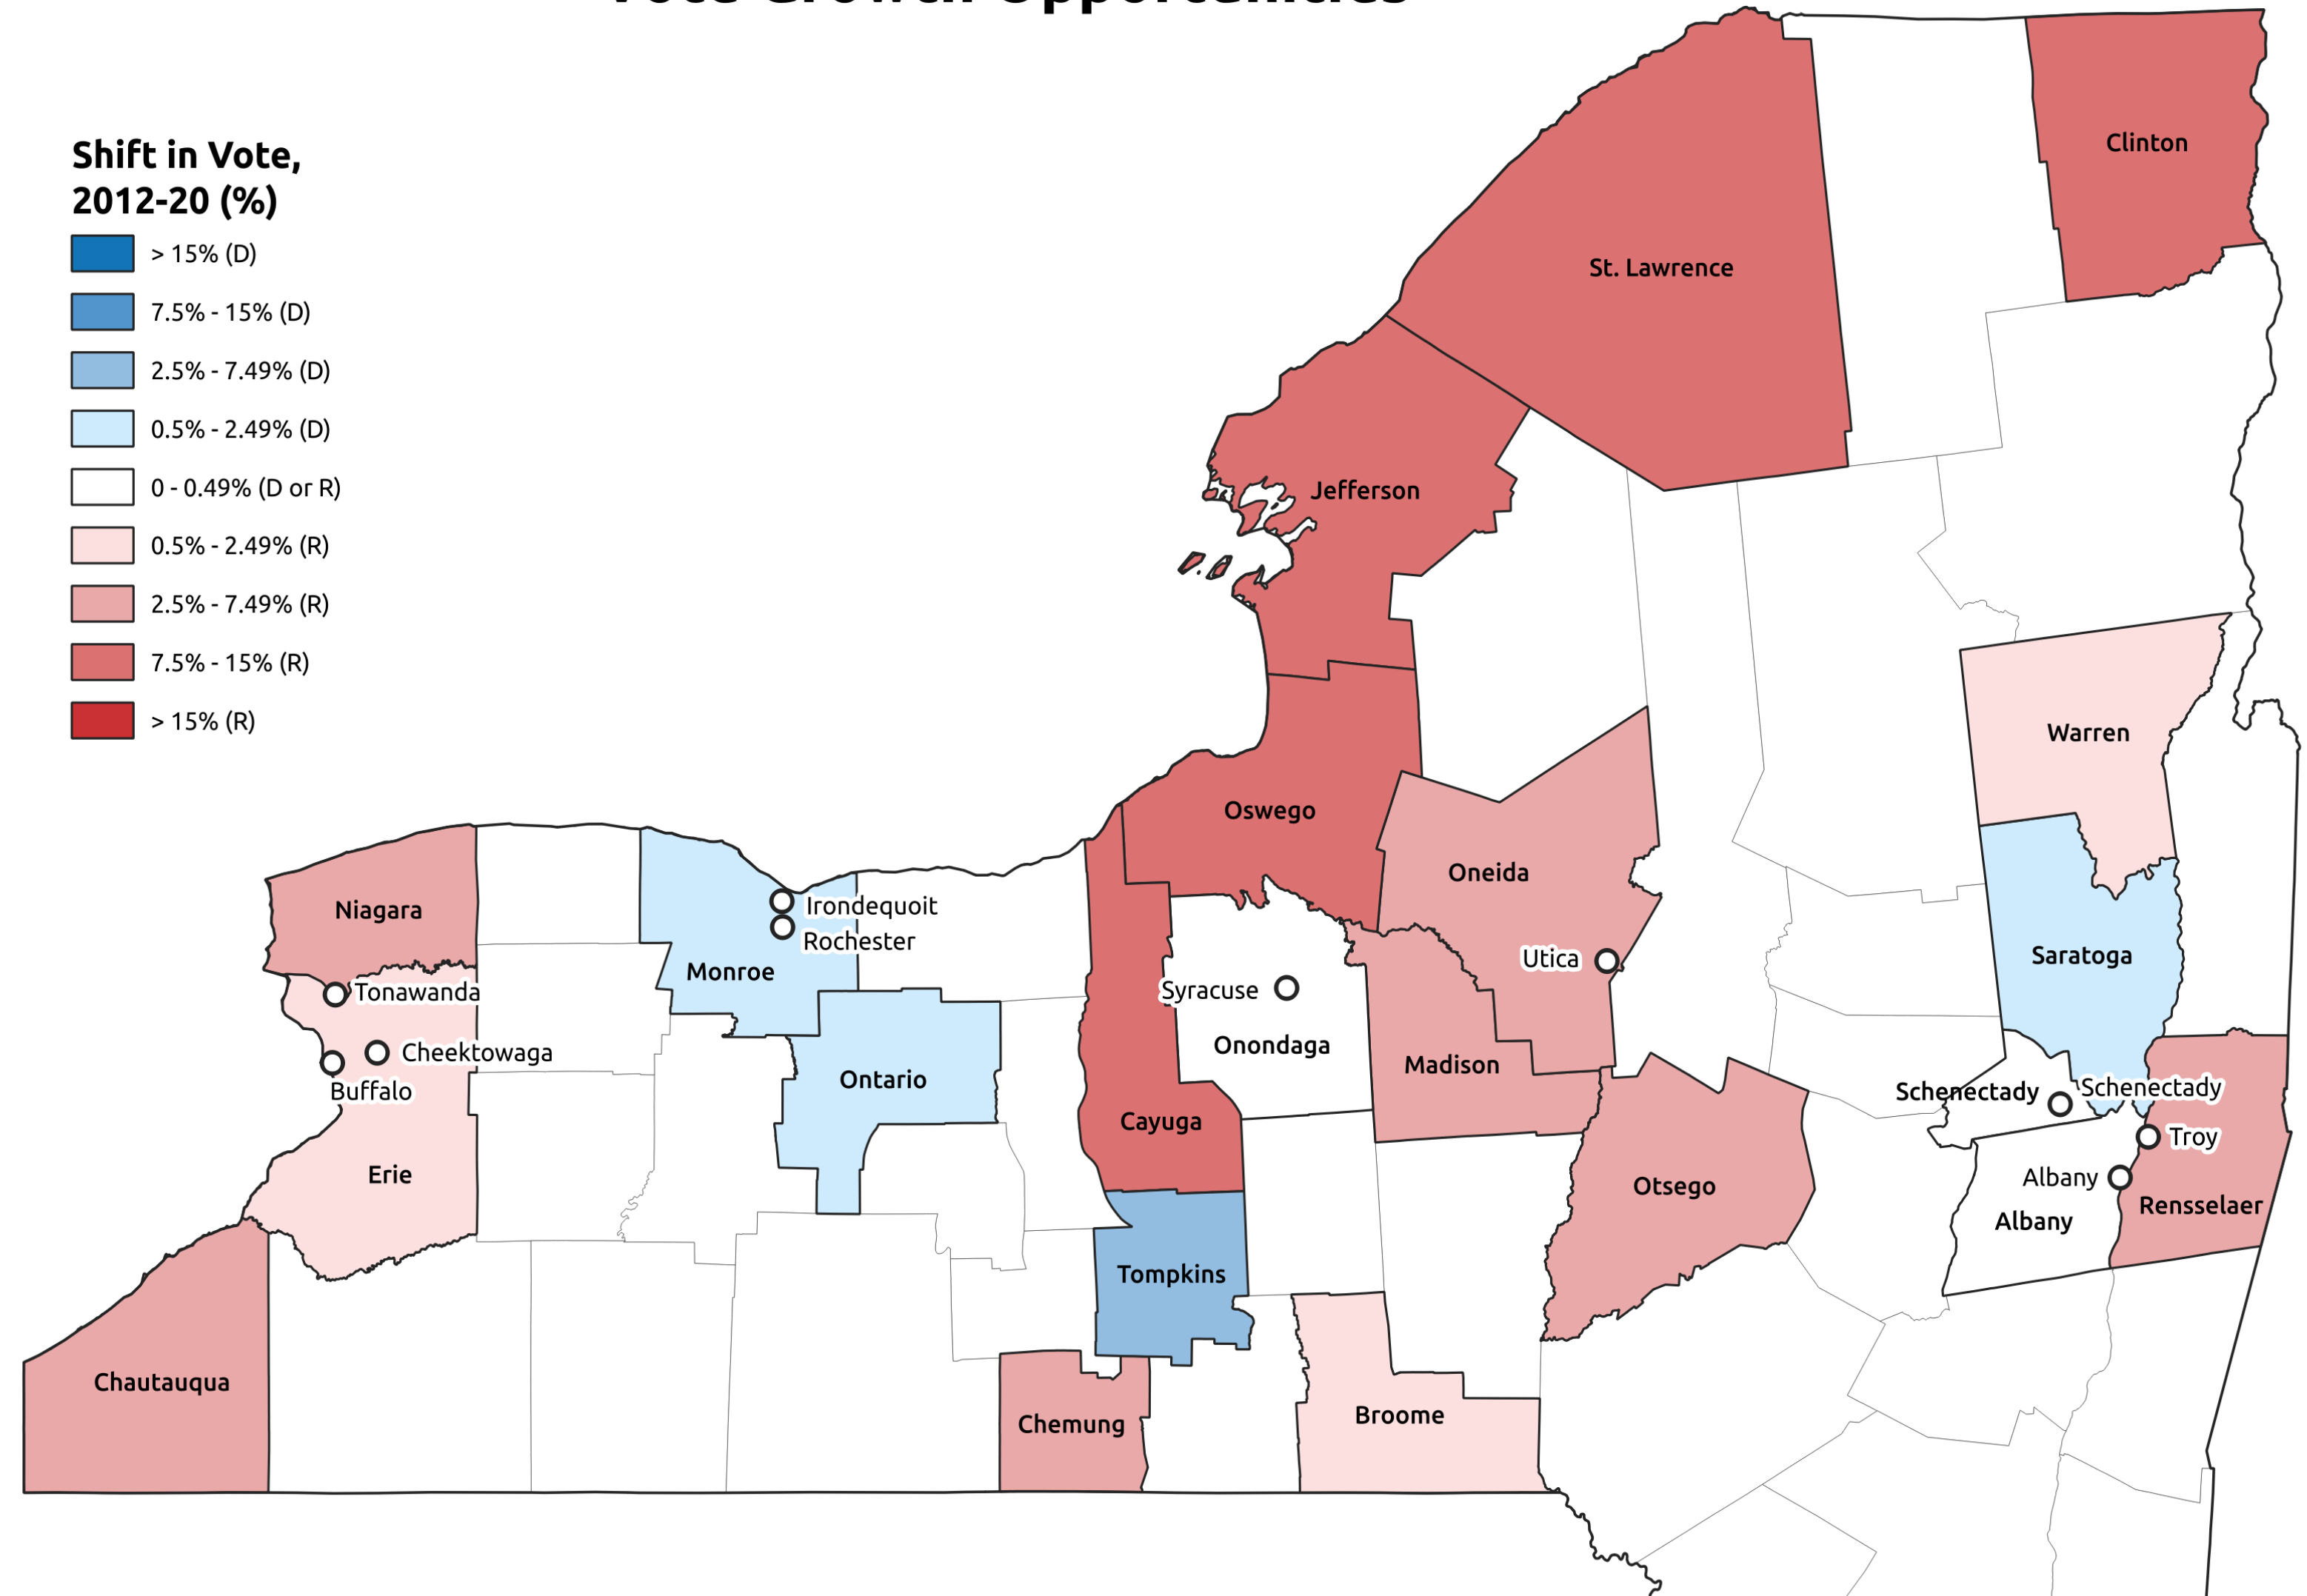 Vote Growth Opportunities
Shift in Vote,
2012-20 (%)
> 15% (D)
7.5% - 15% (D)
2.5% - 7.49% (D)
0.5% - 2.49% (D)
0 - 0.49% (D or R)
0.5% - 2.49% (R)
2.5% - 7.49% (R)
7.5% - 15% (R)
> 15% (R)
Clinton
St. Lawrence
Jefferson
Warren
Oswego
Oneida
Niagara
Irondequoit
Rochester
Monroe
Utica
Saratoga
Tonawanda
Syracuse
Onondaga
Cheektowaga
Buffalo
Madison
Ontario
Schenectady
Schenectady
Cayuga
Troy
Erie
Albany
Otsego
Rensselaer
Albany
Tompkins
Chautauqua
Broome
Chemung